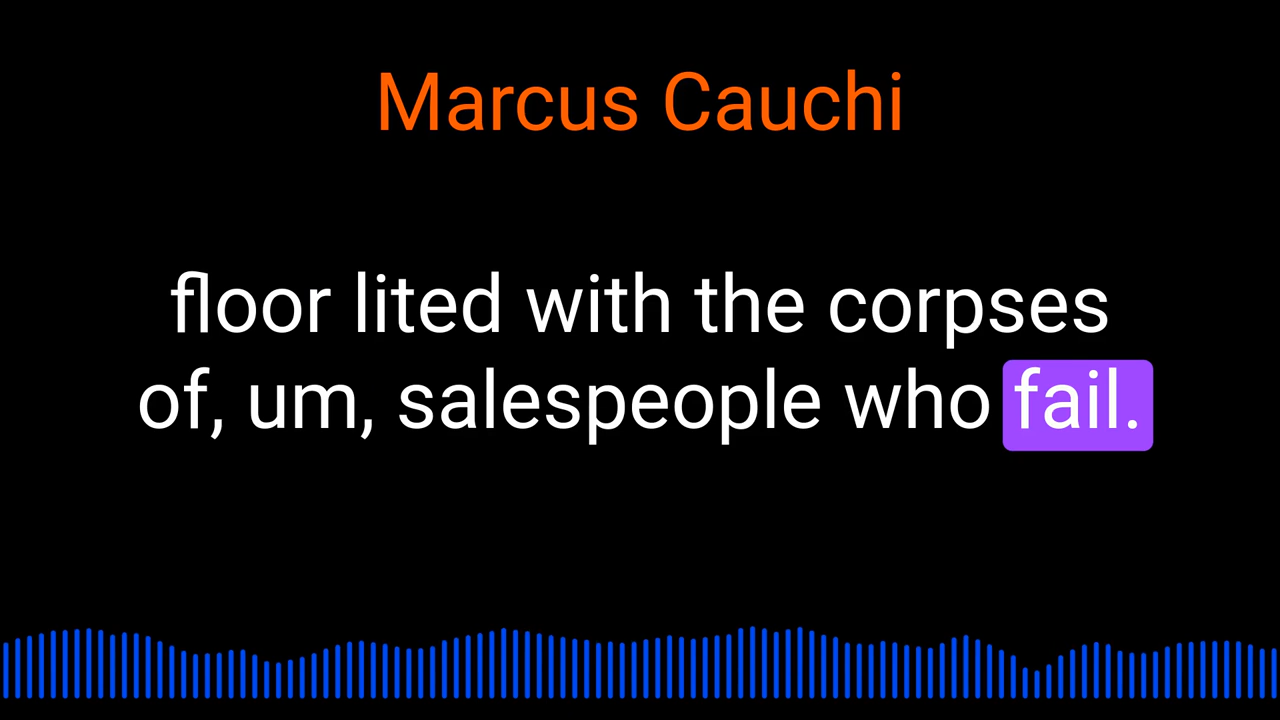 Marcus Cauchi
floor lited with the corpses
of, um, salespeople who fail.